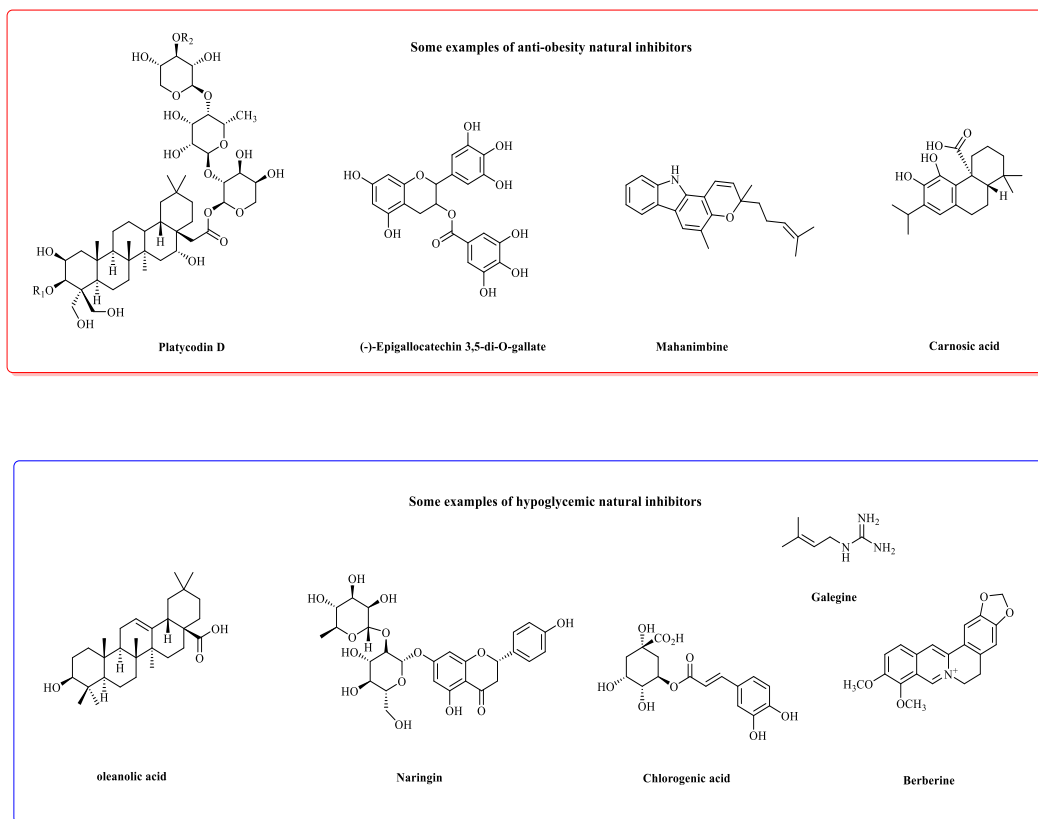 Some examples of anti-obesity natural inhibitors
OR2
HO
OH
O
O
HO
CH3
O
HO
O
OH
O
OH
O
O
O
H
HO
H
OH
R1
O
H
OH
OH
Platycodin D
OH
OH
HO
O
OH
O
OH
O
OH
OH
OH
(-)-Epigallocatechin 3,5-di-O-gallate
H
N
O
Mahanimbine
O
HO
OH
HO
H
Carnosic acid
Some examples of hypoglycemic natural inhibitors
NH2
N
H
NH2
Galegine
OH
O
H
H
HO
H
oleanolic acid
OH
HO
OH
O
H
O
OH
HO
O
O
O
HO
OH
O
OH
Naringin
HO
CO2H
O
HO
O
OH
OH
OH
Chlorogenic acid
O
O
N+
H3CO
OCH3
Berberine